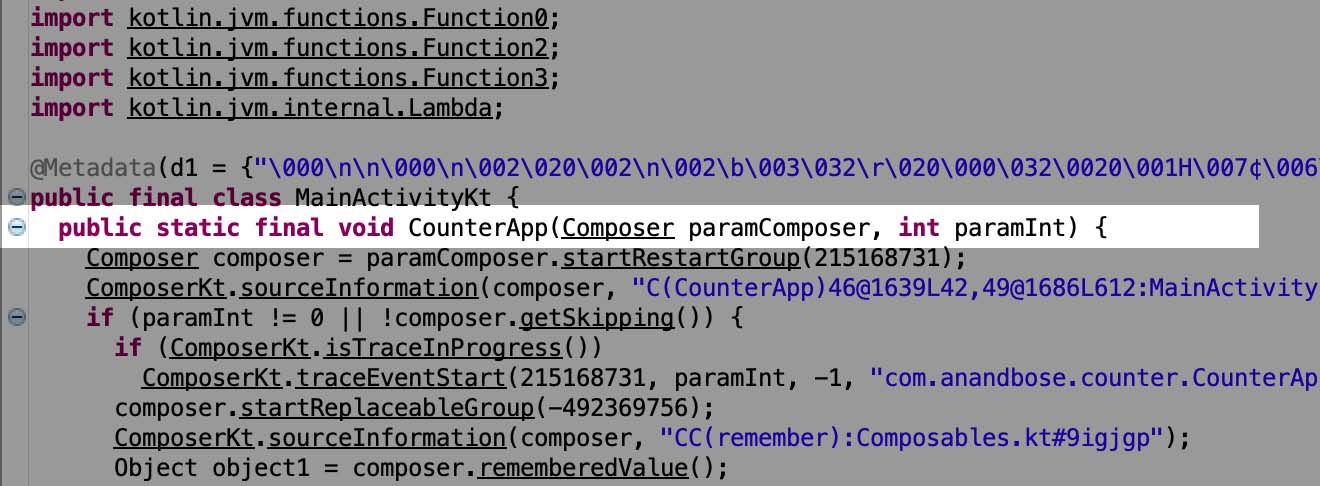 import kotlin.jvm.functions.Function0;
import kotlin.jvm.functions.Function2;
import kotlin.jvm.functions.Function3;
import kotlin.jvm.internal.Lambda;
@Metadata(d1 = {"\000\n\n\000\n\002\020\002\n\002\b\003\032\r\020\000\032\0020\001H\007¢\006
public final class MainActivityKt {
public static final void CounterApp(Composer paramComposer, int paramInt) {
Composer composer = paramComposer.startRestartGroup(215168731);
ComposerKt.sourceInformation(composer, "C(CounterApp)46@1639L42,49@1686L612:MainActivity
if (paramInt != 0 || !composer.getSkipping()) {
if (ComposerKt.isTraceInProgress())
ComposerKt.traceEventStart(215168731, paramInt, -1, "com.anandbose.counter.CounterAp
composer.startReplaceableGroup(-492369756);
ComposerKt.sourceInformation(composer, "CC(remember):Composables.kt#9igjgp");
Object object1 = composer.rememberedValue();